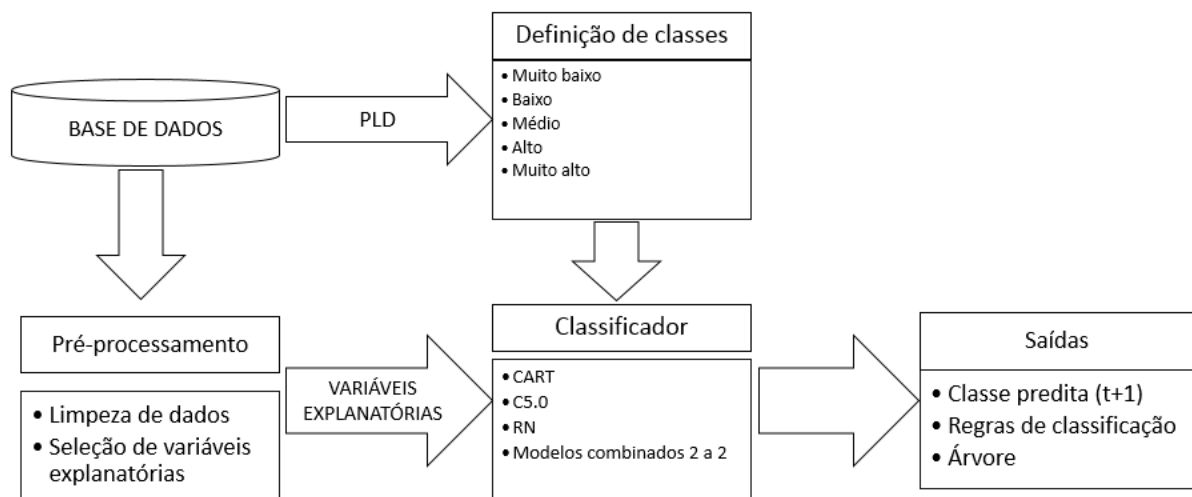 Definição de classes
• Muito baixo
• Baixo
• Médio
• Alto
• Muito alto
BASE DE DADOS
PLD
Pré-processamento
• Limpeza de dados
• Seleção de variáveis
explanatórias
VARIÁVEIS
EXPLANATÓRIAS
Classificador
• CART
• C5.0
• RN
• Modelos combinados 2 a 2
Saídas
• Classe predita (t+1)
• Regras de classificação
• Árvore